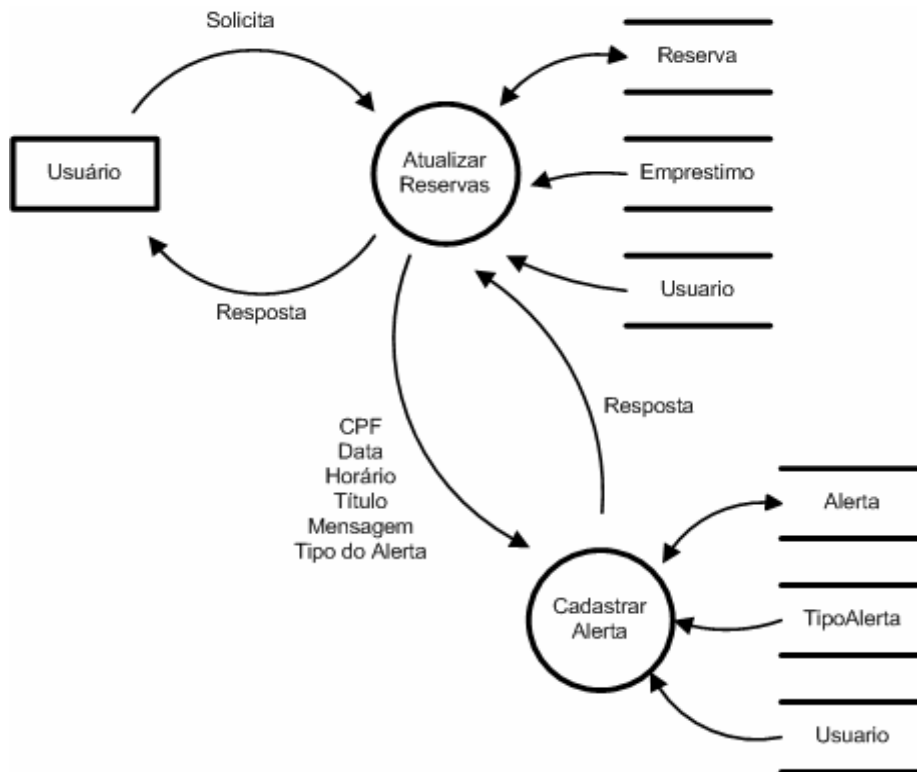 Solicita
Reserva
Usuário
Atualizar
Reservas
Emprestimo
Usuario
Resposta
Resposta
CPF
Data
Horário
Título
Mensagem
Tipo do Alerta
Alerta
Cadastrar
Alerta
TipoAlerta
Usuario